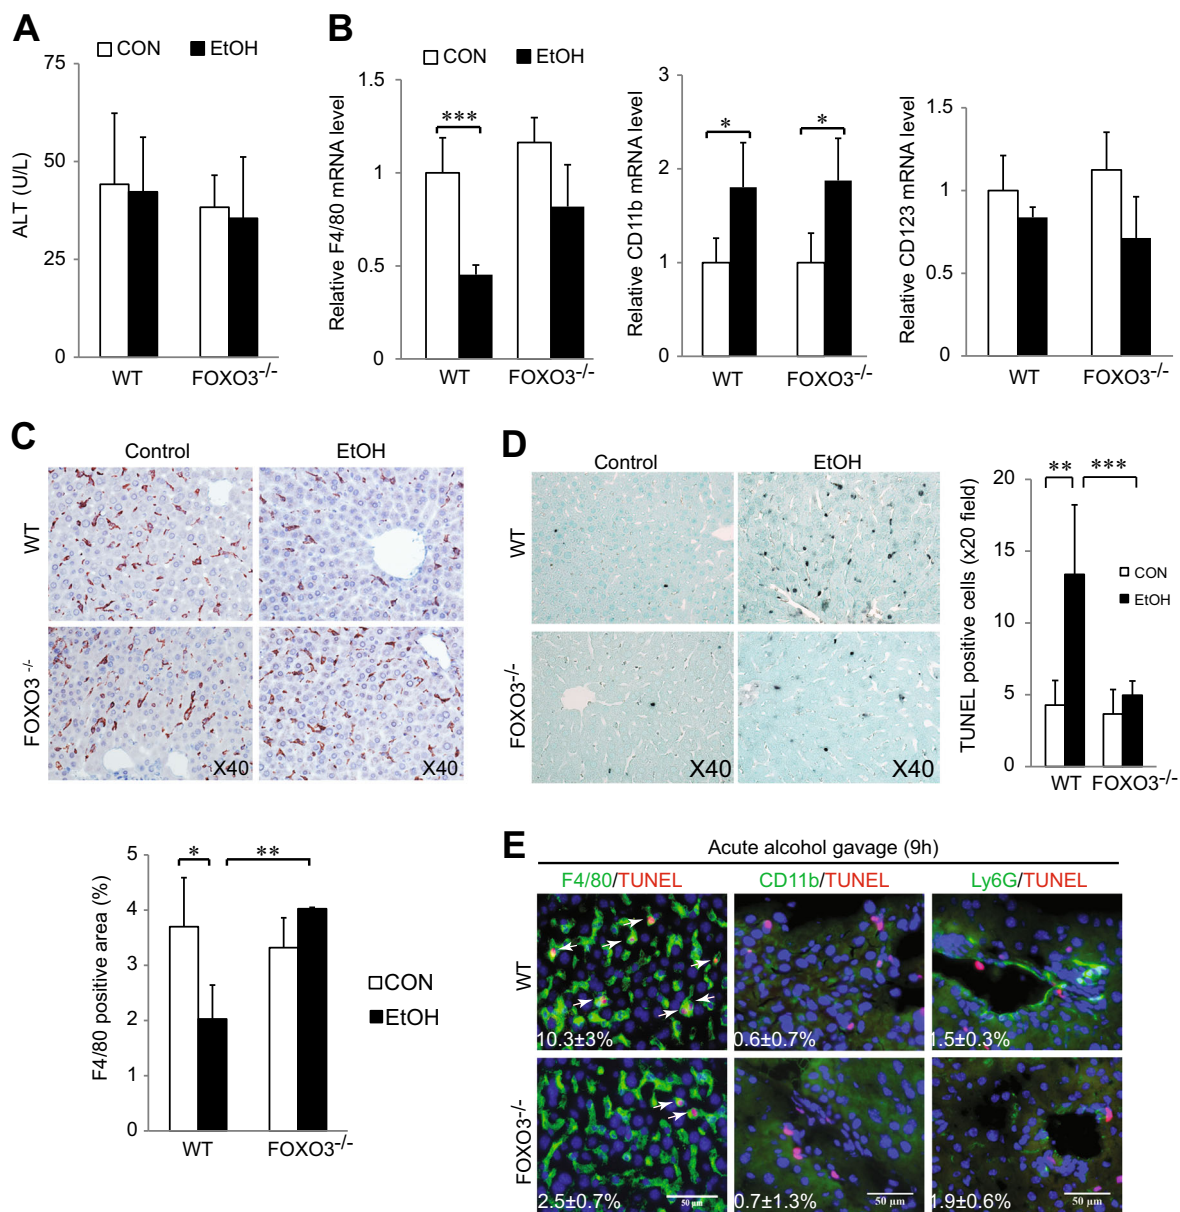 A
CON
EtOH
75
50
25
0
ALT (U/L)
WT
FOXO3-/-
B
CON
EtOH
1.5
1
0.5
0
Relative F4/80 mRNA level
***
WT
FOXO3-/-
3
2
1
0
Relative CD11b mRNA level
*
*
WT
FOXO3-/-
1.5
1
0.5
0
Relative CD123 mRNA level
WT
FOXO3-/-
C
Control
EtOH
WT
FOXO3 -/-
X40
X40
5
4
3
2
1
0
F4/80 positive area (%)
*
**
CON
EtOH
WT
FOXO3-/-
D
Control
EtOH
WT
FOXO3-/-
X40
X40
20
15
10
5
0
TUNEL positive cells (x20 field)
**
***
CON
EtOH
WT
FOXO3-/-
E
Acute alcohol gavage (9h)
F4/80/TUNEL
CD11b/TUNEL
Ly6G/TUNEL
WT
10.3±3%
0.6±0.7%
1.5±0.3%
FOXO3-/-
2.5±0.7%
50 µm
0.7±1.3%
50 µm
1.9±0.6%
50 µm